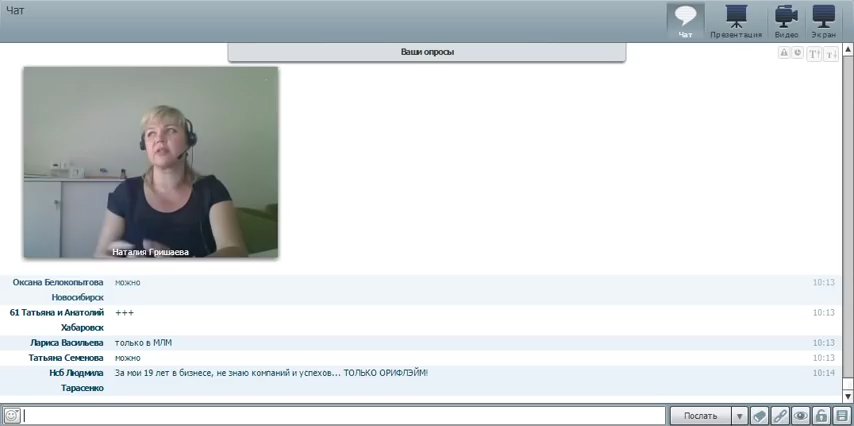 Чат
Чат Презентация Видео Экран
Ваши опросы
Наталия Гришаева
Оксана Белокопытова можно 10:13
Новосибирск
61 Татьяна и Анатолий +++ 10:13
Хабаровск
Лариса Васильева только в МЛМ 10:13
Татьяна Семенова можно 10:13
Нсб Людмила За мои 19 лет в бизнесе, не знаю компаний и успехов... ТОЛЬКО ОРИФЛЭЙМ! 10:14
Тарасенко
Послать